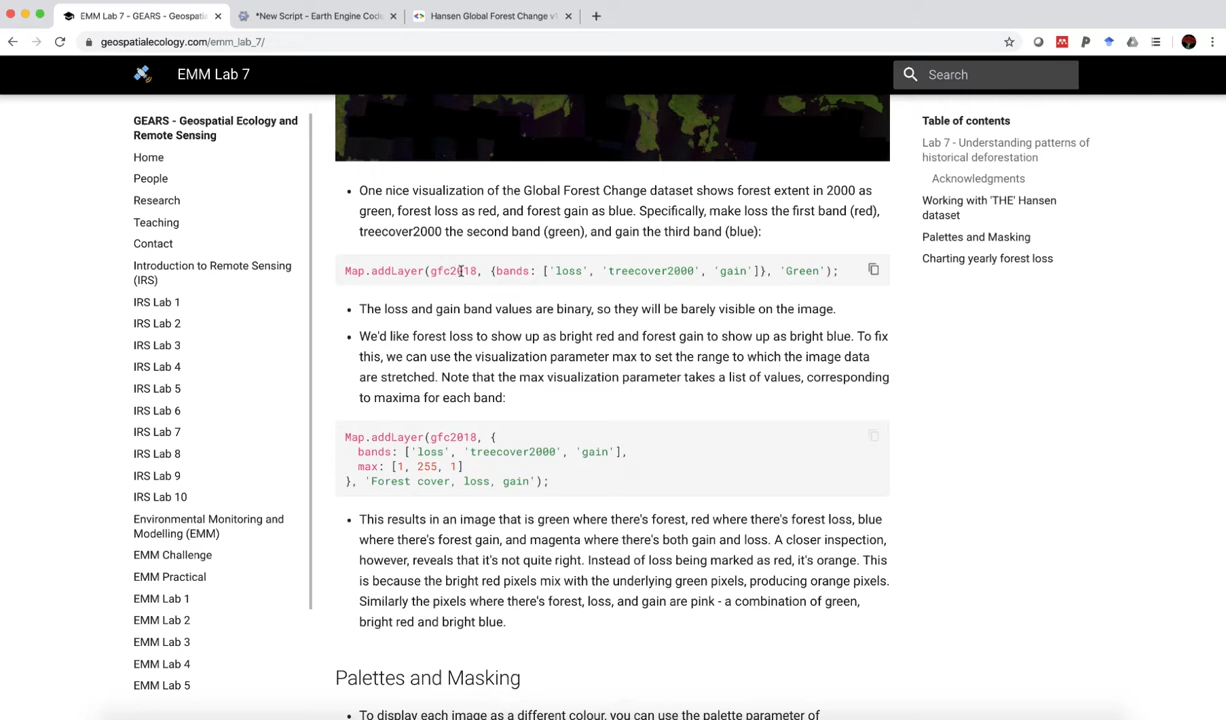 EMM Lab 7 - GEARS - Geospatia
*New Script - Earth Engine Code
Hansen Global Forest Change v1
geospatialecology.com/emm_lab_7/
EMM Lab 7
Search
GEARS - Geospatial Ecology and
Remote Sensing
Home
People
Research
Teaching
Contact
Introduction to Remote Sensing
(IRS)
IRS Lab 1
IRS Lab 2
IRS Lab 3
IRS Lab 4
IRS Lab 5
IRS Lab 6
IRS Lab 7
IRS Lab 8
IRS Lab 9
IRS Lab 10
Environmental Monitoring and
Modelling (EMM)
EMM Challenge
EMM Practical
EMM Lab 1
EMM Lab 2
EMM Lab 3
EMM Lab 4
EMM Lab 5
• One nice visualization of the Global Forest Change dataset shows forest extent in 2000 as
green, forest loss as red, and forest gain as blue. Specifically, make loss the first band (red),
treecover2000 the second band (green), and gain the third band (blue):
Map.addLayer(gfc2018, {bands: ['loss', 'treecover2000', 'gain']}, 'Green');
• The loss and gain band values are binary, so they will be barely visible on the image.
• We'd like forest loss to show up as bright red and forest gain to show up as bright blue. To fix
this, we can use the visualization parameter max to set the range to which the image data
are stretched. Note that the max visualization parameter takes a list of values, corresponding
to maxima for each band:
Map.addLayer(gfc2018, {
bands: ['loss', 'treecover2000', 'gain'],
max: [1, 255, 1]
}, 'Forest cover, loss, gain');
• This results in an image that is green where there's forest, red where there's forest loss, blue
where there's forest gain, and magenta where there's both gain and loss. A closer inspection,
however, reveals that it's not quite right. Instead of loss being marked as red, it's orange. This
is because the bright red pixels mix with the underlying green pixels, producing orange pixels.
Similarly the pixels where there's forest, loss, and gain are pink - a combination of green,
bright red and bright blue.
Palettes and Masking
• To display each image as a different colour, you can use the palette parameter of
Table of contents
Lab 7 - Understanding patterns of
historical deforestation
Acknowledgments
Working with 'THE' Hansen
dataset
Palettes and Masking
Charting yearly forest loss